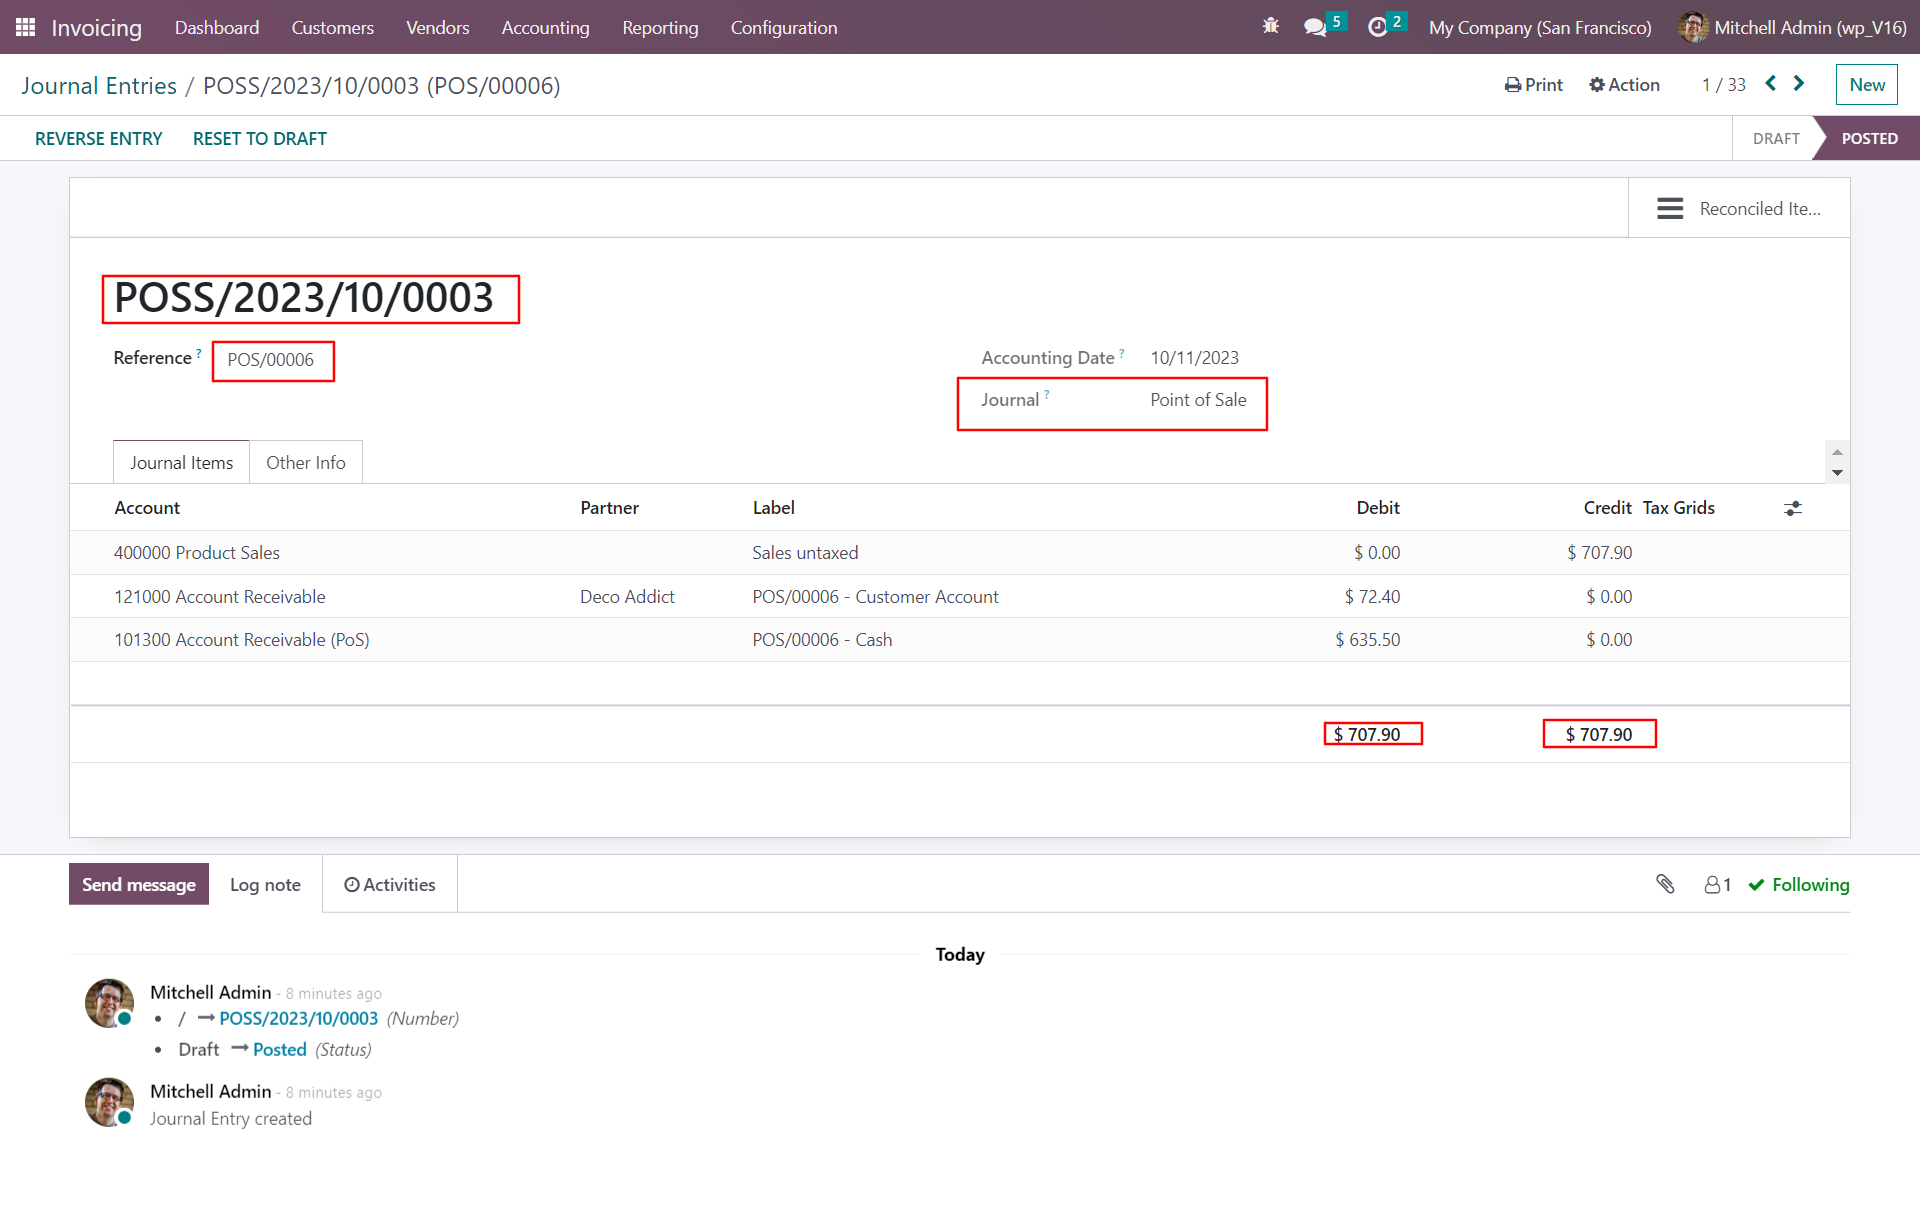 Invoicing Dashboard Customers Vendors Accounting Reporting Configuration 5 2 My Company (San Francisco) Mitchell Admin (wp_V16)
Journal Entries / POSS/2023/10/0003 (POS/00006) Print Action 1 / 33 New
REVERSE ENTRY RESET TO DRAFT DRAFT POSTED
Reconciled Ite...
POSS/2023/10/0003
Reference ? POS/00006 Accounting Date ? 10/11/2023
Journal ? Point of Sale
Journal Items Other Info
Account Partner Label Debit Credit Tax Grids
400000 Product Sales Sales untaxed $ 0.00 $ 707.90
121000 Account Receivable Deco Addict POS/00006 - Customer Account $ 72.40 $ 0.00
101300 Account Receivable (PoS) POS/00006 - Cash $ 635.50 $ 0.00
$ 707.90 $ 707.90
Send message Log note Activities 1 Following
Today
Mitchell Admin - 8 minutes ago
• / → POSS/2023/10/0003 (Number)
• Draft → Posted (Status)
Mitchell Admin - 8 minutes ago
Journal Entry created